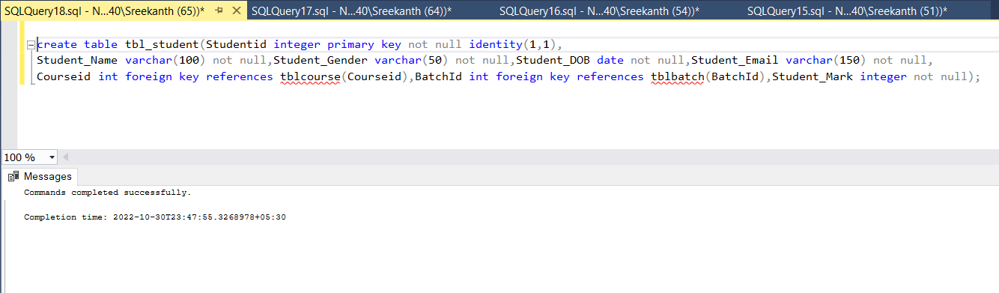 SQLQuery18.sql - N...40\Sreekanth (65))* SQLQuery17.sql - N...40\Sreekanth (64))* SQLQuery16.sql - N...40\Sreekanth (54))* SQLQuery15.sql - N...40\Sreekanth (51))*
create table tbl_student(Studentid integer primary key not null identity(1,1),
Student_Name varchar(100) not null,Student_Gender varchar(50) not null,Student_DOB date not null,Student_Email varchar(150) not null,
Courseid int foreign key references tblcourse(Courseid),BatchId int foreign key references tblbatch(BatchId),Student_Mark integer not null);
100 %
Messages
Commands completed successfully.
Completion time: 2022-10-30T23:47:55.3268978+05:30